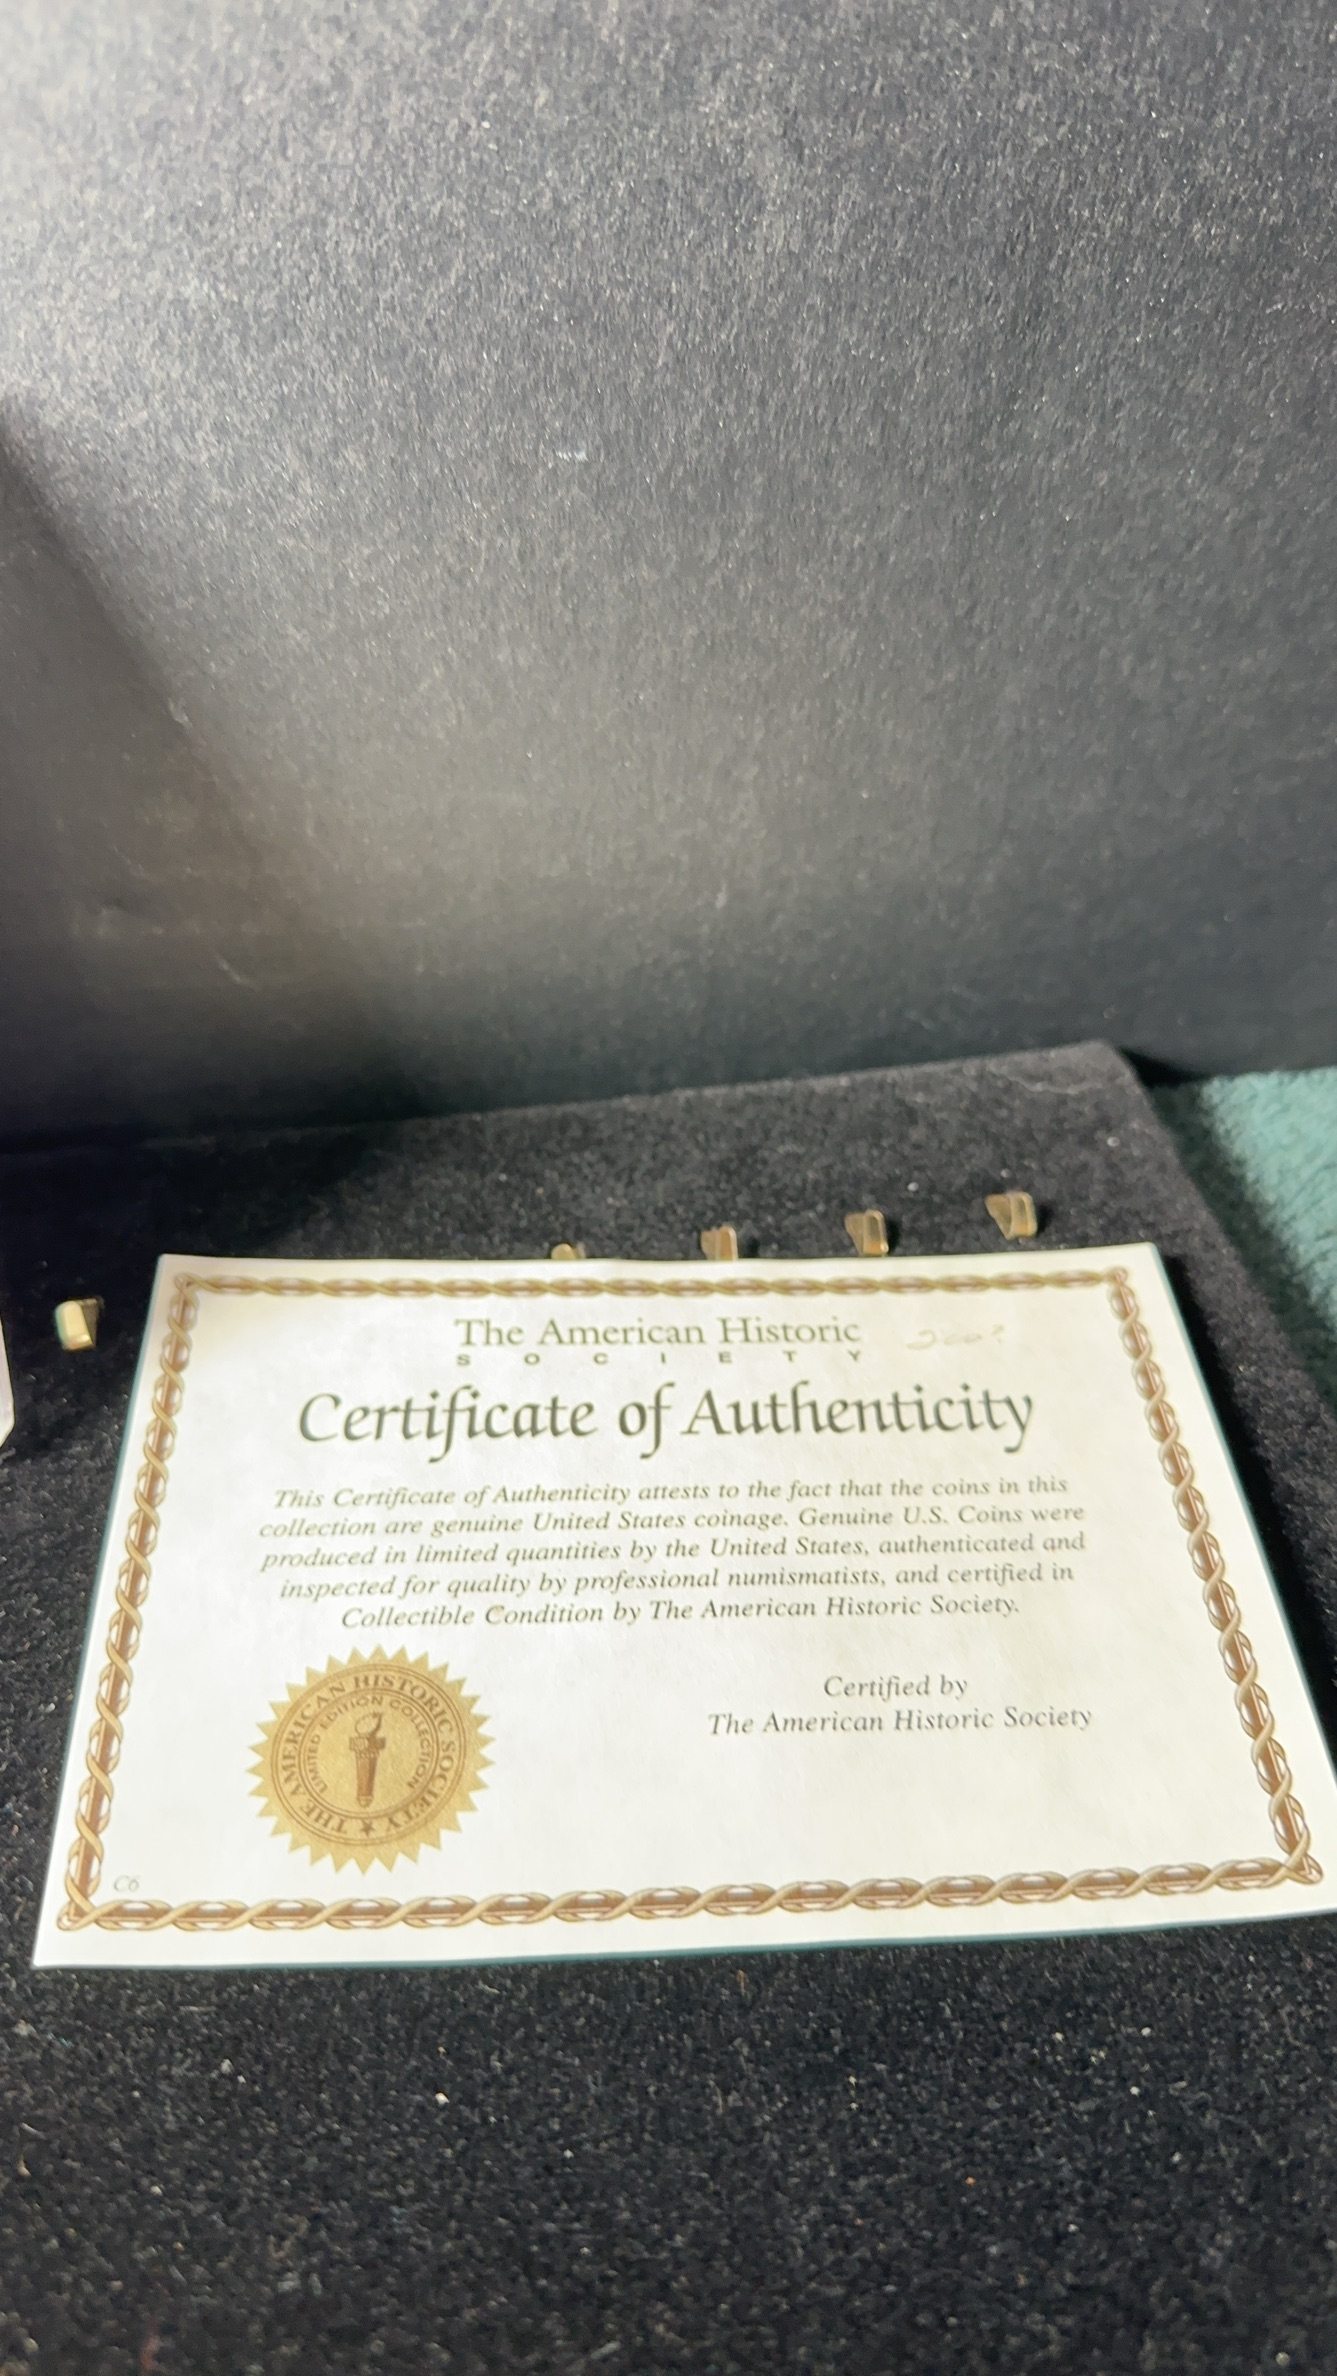 The American Historic
SOCIETY
Certificate of Authenticity
This Certificate of Authenticity attests to the fact that the coins in this
collection are genuine United States coinage. Genuine U.S. Coins were
produced in limited quantities by the United States, authenticated and
inspected for quality by professional numismatists, and certified in
Collectible Condition by The American Historic Society.
Certified by
The American Historic Society
THE AMERICAN HISTORIC SOCIETY ★
LIMITED EDITION COLLECTION
C6